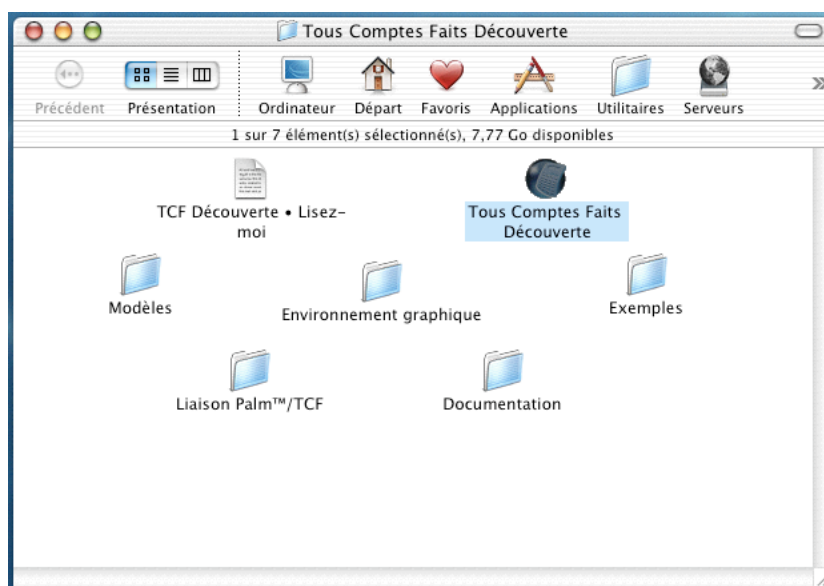 Tous Comptes Faits Découverte
Précédent Présentation Ordinateur Départ Favoris Applications Utilitaires Serveurs
1 sur 7 élément(s) sélectionné(s), 7,77 Go disponibles
TCF Découverte • Lisez-
moi
Tous Comptes Faits
Découverte
Modèles
Environnement graphique
Exemples
Liaison Palm™/TCF
Documentation